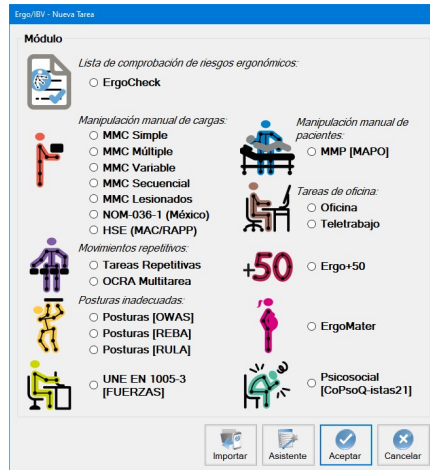 Ergo/IBV - Nueva Tarea
Módulo
Lista de comprobación de riesgos ergonómicos:
ErgoCheck
Manipulación manual de cargas:
MMC Simple
MMC Múltiple
MMC Variable
MMC Secuencial
MMC Lesionados
NOM-036-1 (México)
HSE (MAC/RAPP)
Manipulación manual de
pacientes:
MMP [MAPO]
Tareas de oficina:
Oficina
Teletrabajo
Movimientos repetitivos:
Tareas Repetitivas
OCRA Multitarea
+50
Ergo+50
Posturas inadecuadas:
Posturas [OWAS]
Posturas [REBA]
Posturas [RULA]
ErgoMater
UNE EN 1005-3
[FUERZAS]
Psicosocial
[CoPsoQ-istas21]
Importar
Asistente
Aceptar
Cancelar